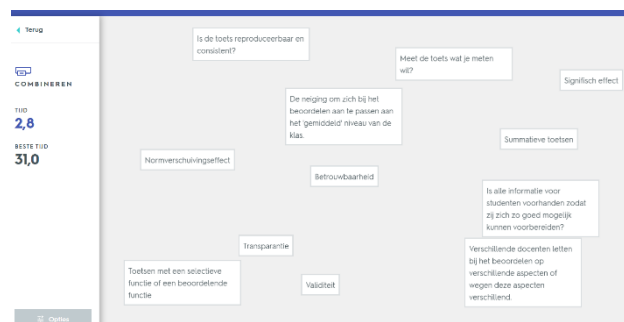 Terug
COMBINEREN
TIJD
2,8
BESTE TIJD
31,0
Is de toets reproduceerbaar en
consistent?
Meet de toets wat je meten
wil?
Signifisch effect
De neiging om zich bij het
beoordelen aan te passen aan
het 'gemiddeld' niveau van de
klas.
Summatieve toetsen
Normverschuivingseffect
Betrouwbaarheid
Is alle informatie voor
studenten voorhanden zodat
zij zich zo goed mogelijk
kunnen voorbereiden?
Transparantie
Verschillende docenten letten
bij het beoordelen op
verschillende aspecten of
wegen deze aspecten
verschillend.
Toetsen met een selectieve
functie of een beoordelende
functie
Validiteit
Opties